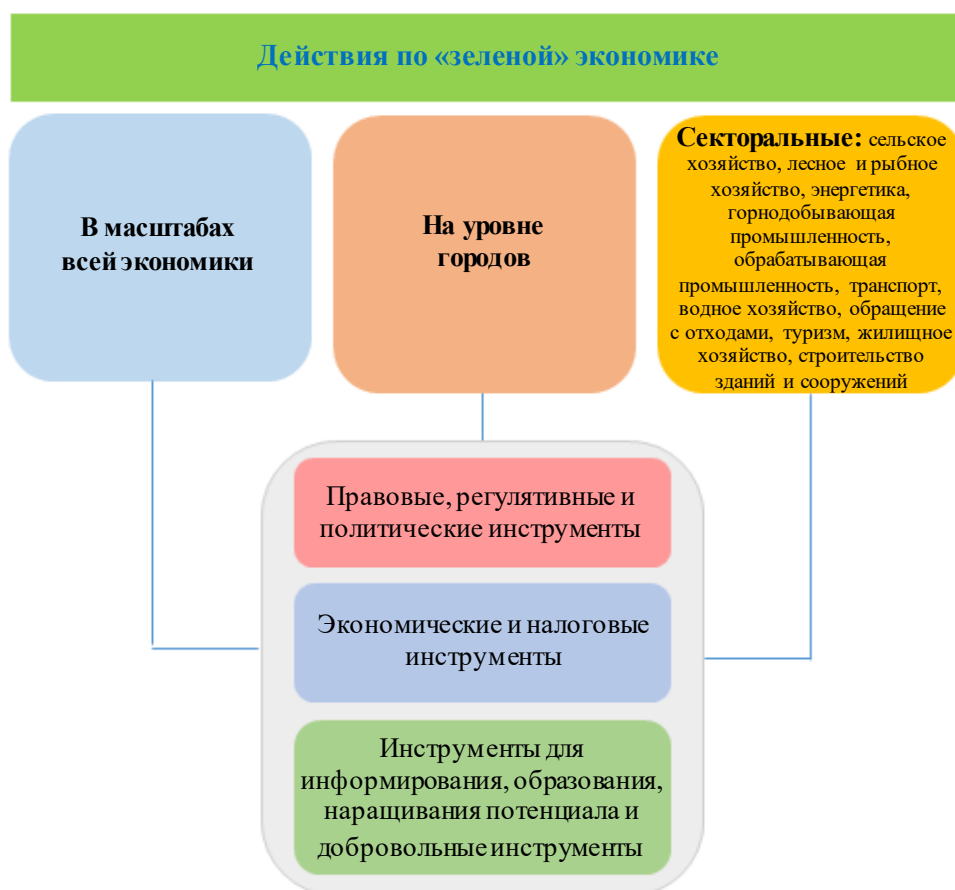 Действия по «зеленой» экономике
В масштабах
всей экономики
На уровне
городов
Секторальные: сельское
хозяйство, лесное и рыбное
хозяйство, энергетика,
горнодобывающая
промышленность,
обрабатывающая
промышленность, транспорт,
водное хозяйство, обращение
с отходами, туризм, жилищное
хозяйство, строительство
зданий и сооружений
Правовые, регулятивные и
политические инструменты
Экономические и налоговые
инструменты
Инструменты для
информирования, образования,
наращивания потенциала и
добровольные инструменты